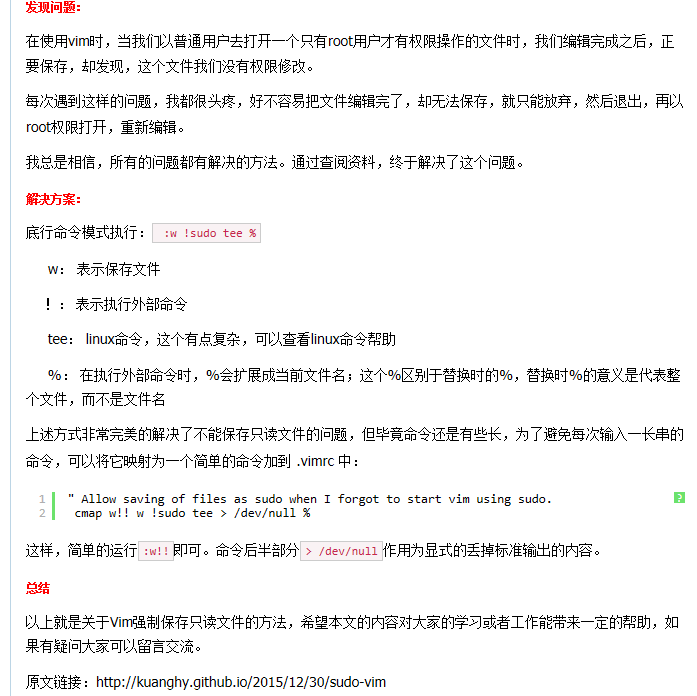 发现问题：
在使用vim时，当我们以普通用户去打开一个只有root用户才有权限操作的文件时，我们编辑完成之后，正
要保存，却发现，这个文件我们没有权限修改。
每次遇到这样的问题，我都很头疼，好不容易把文件编辑完了，却无法保存，就只能放弃，然后退出，再以
root权限打开，重新编辑。
我总是相信，所有的问题都有解决的方法。通过查阅资料，终于解决了这个问题。
解决方案：
底行命令模式执行： :w !sudo tee %
w： 表示保存文件
！： 表示执行外部命令
tee： linux命令，这个有点复杂，可以查看linux命令帮助
%：在执行外部命令时，%会扩展成当前文件名；这个%区别于替换时的%，替换时%的意义是代表整
个文件，而不是文件名
上述方式非常完美的解决了不能保存只读文件的问题，但毕竟命令还是有些长，为了避免每次输入一长串的
命令，可以将它映射为一个简单的命令加到 .vimrc 中：
?
1 " Allow saving of files as sudo when I forgot to start vim using sudo.
2 cmap w!! w !sudo tee > /dev/null %
这样，简单的运行 :w!! 即可。命令后半部分 > /dev/null 作用为显式的丢掉标准输出的内容。
总结
以上就是关于Vim强制保存只读文件的方法，希望本文的内容对大家的学习或者工作能带来一定的帮助，如
果有疑问大家可以留言交流。
原文链接：http://kuanghy.github.io/2015/12/30/sudo-vim